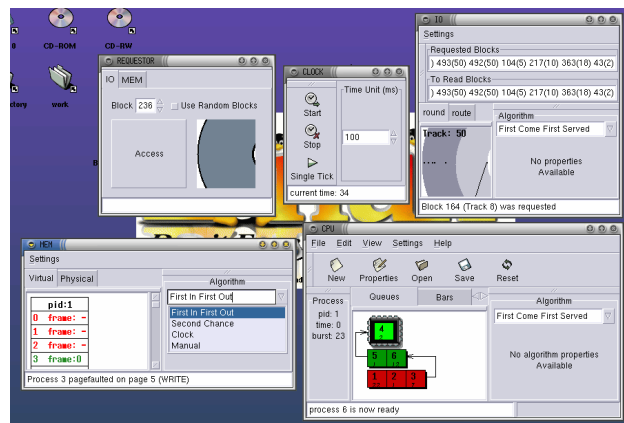 CD-ROM
CD-RW
work
REQUESTOR
IO MEM
Block 236 Use Random Blocks
Access
CLOCK
Time Unit (ms)
Start
Stop
100
Single Tick
current time: 34
IO
Settings
Requested Blocks
) 493(50) 492(50) 104(5) 217(10) 363(18) 43(2)
To Read Blocks
) 493(50) 492(50) 104(5) 217(10) 363(18) 43(2)
round route
Track: 50
Algorithm
First Come First Served
No properties
Available
Block 164 (Track 8) was requested
MEM
Settings
Virtual Physical
pid:1
0 frame: -
1 frame: -
2 frame: -
3 frame:0
Algorithm
First In First Out
First In First Out
Second Chance
Clock
Manual
Process 3 pagefaulted on page 5 (WRITE)
CPU
File Edit View Settings Help
New Properties Open Save Reset
Process
pid: 1
time: 0
burst: 23
Queues Bars
4
5 6
1 2 3
Algorithm
First Come First Served
No algorithm properties
Available
process 6 is now ready